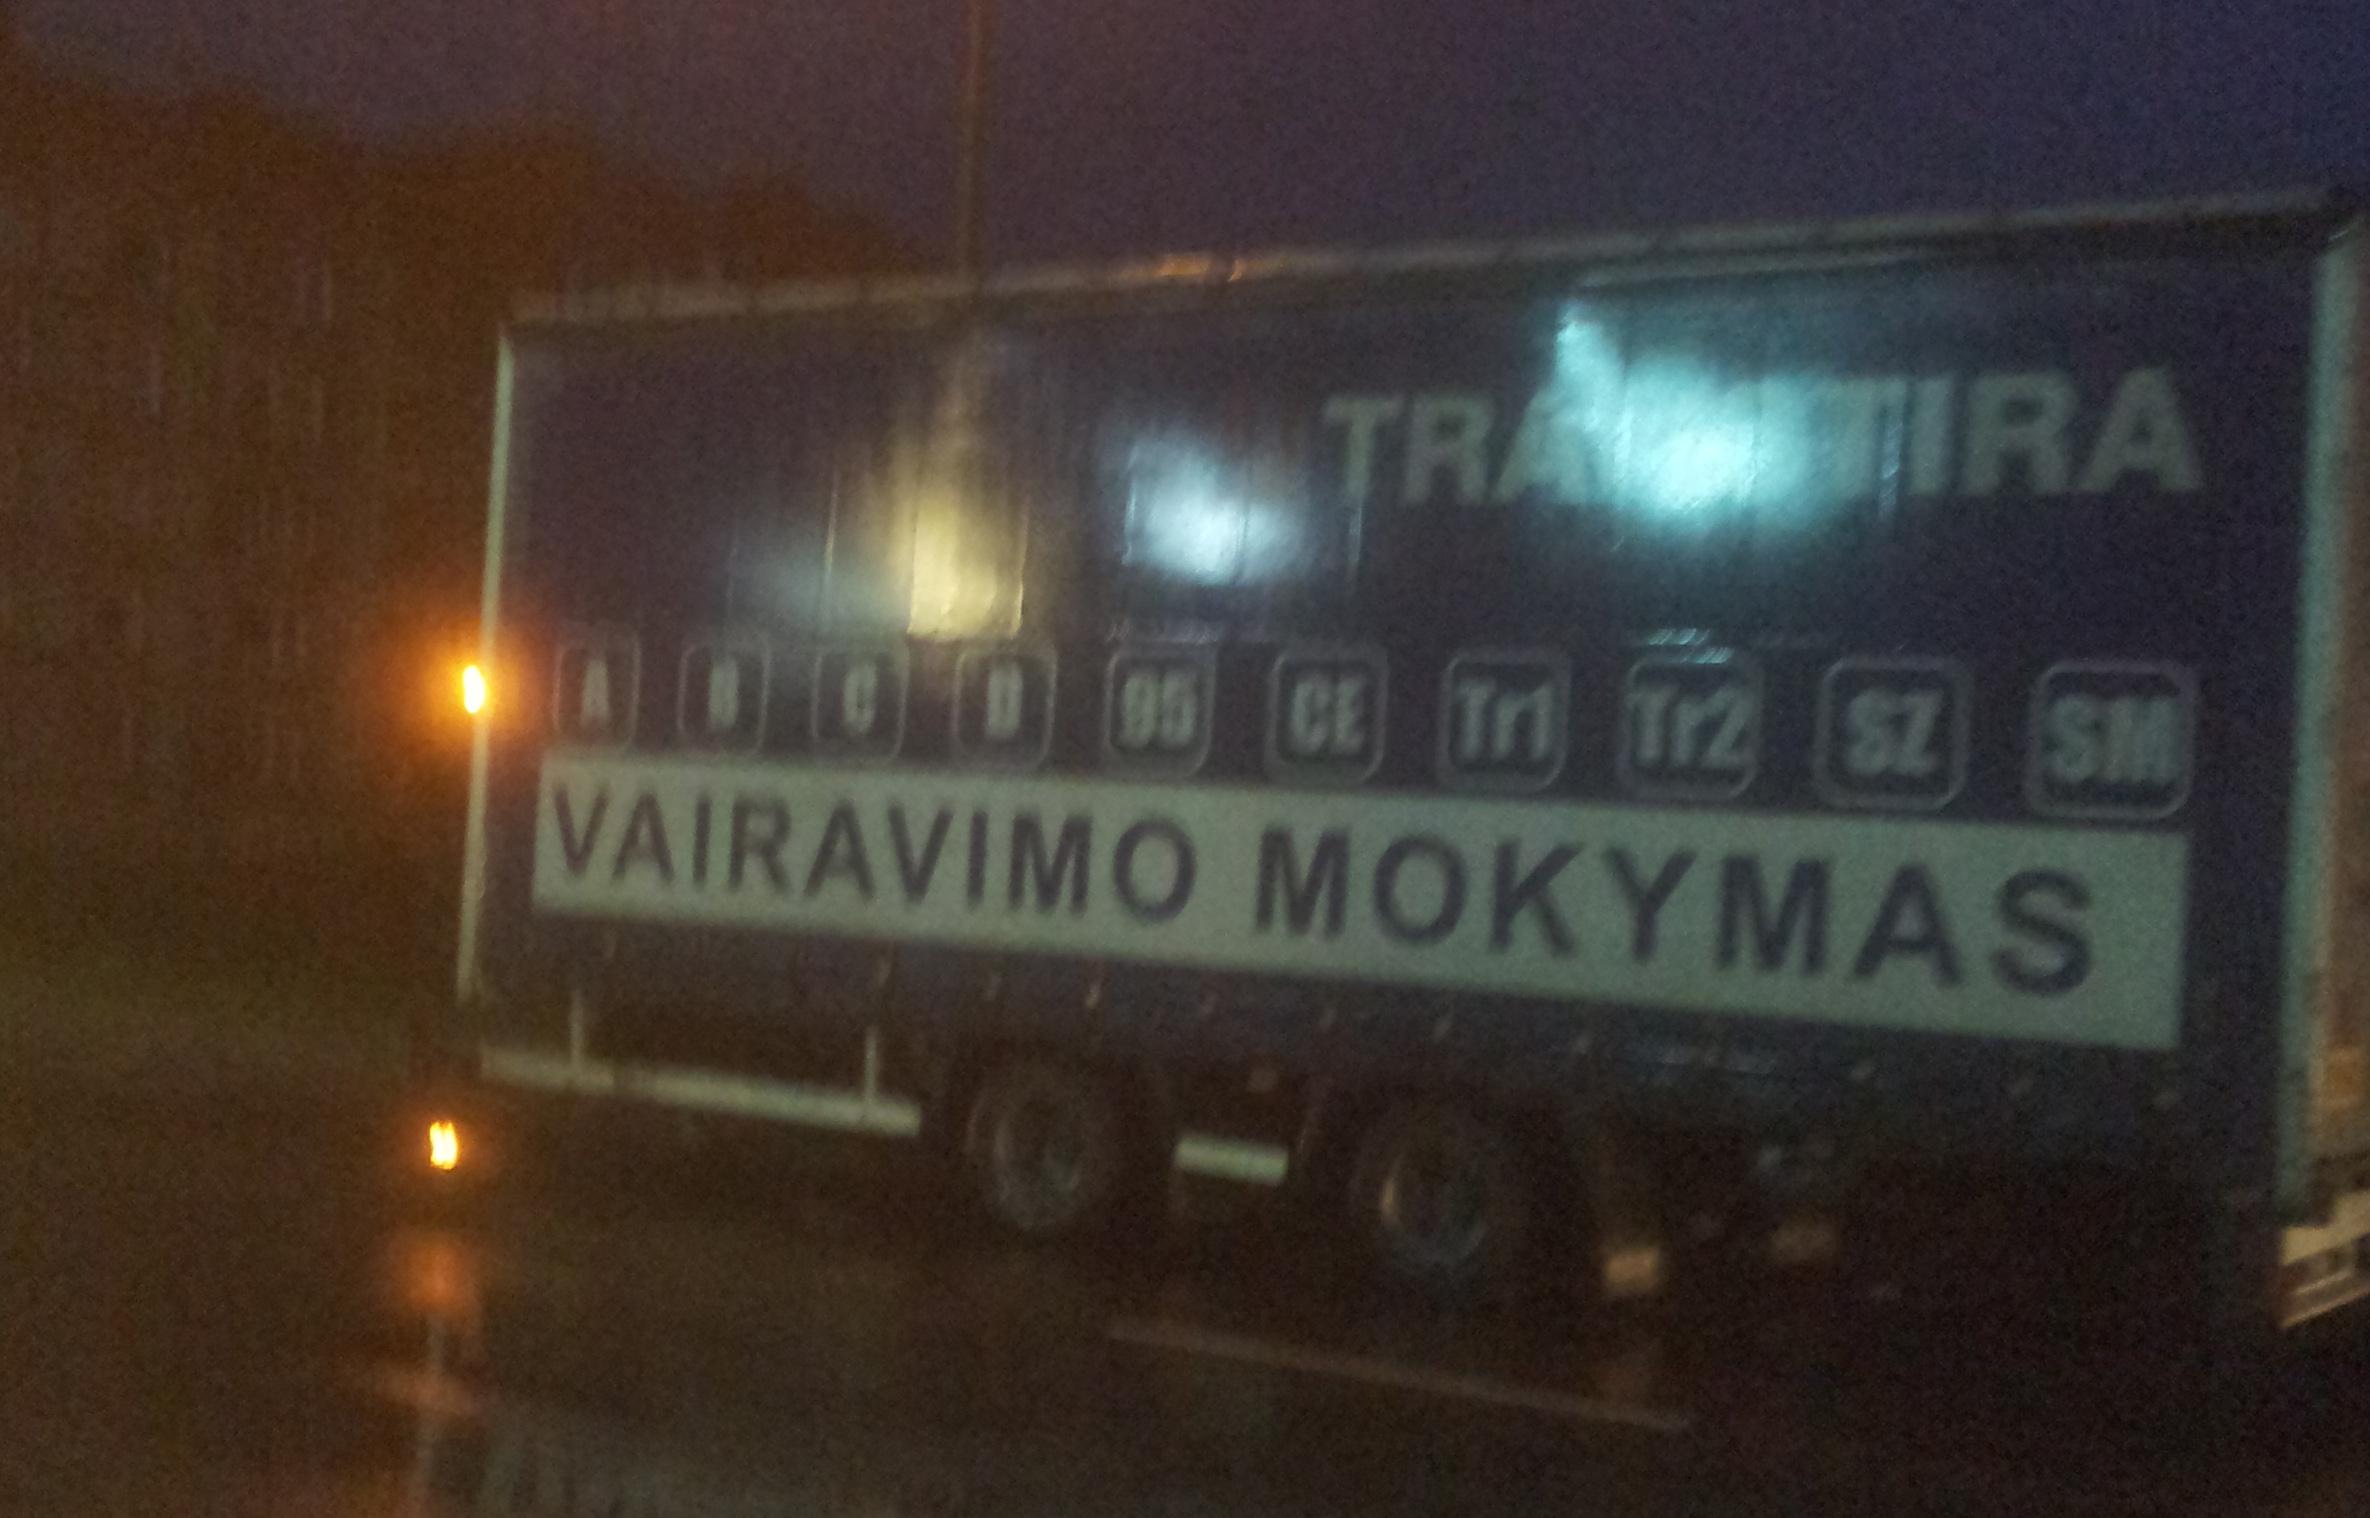 A B C D 95 CE Tr1 Tr2 SZ SM
VAIRAVIMO MOKYMAS